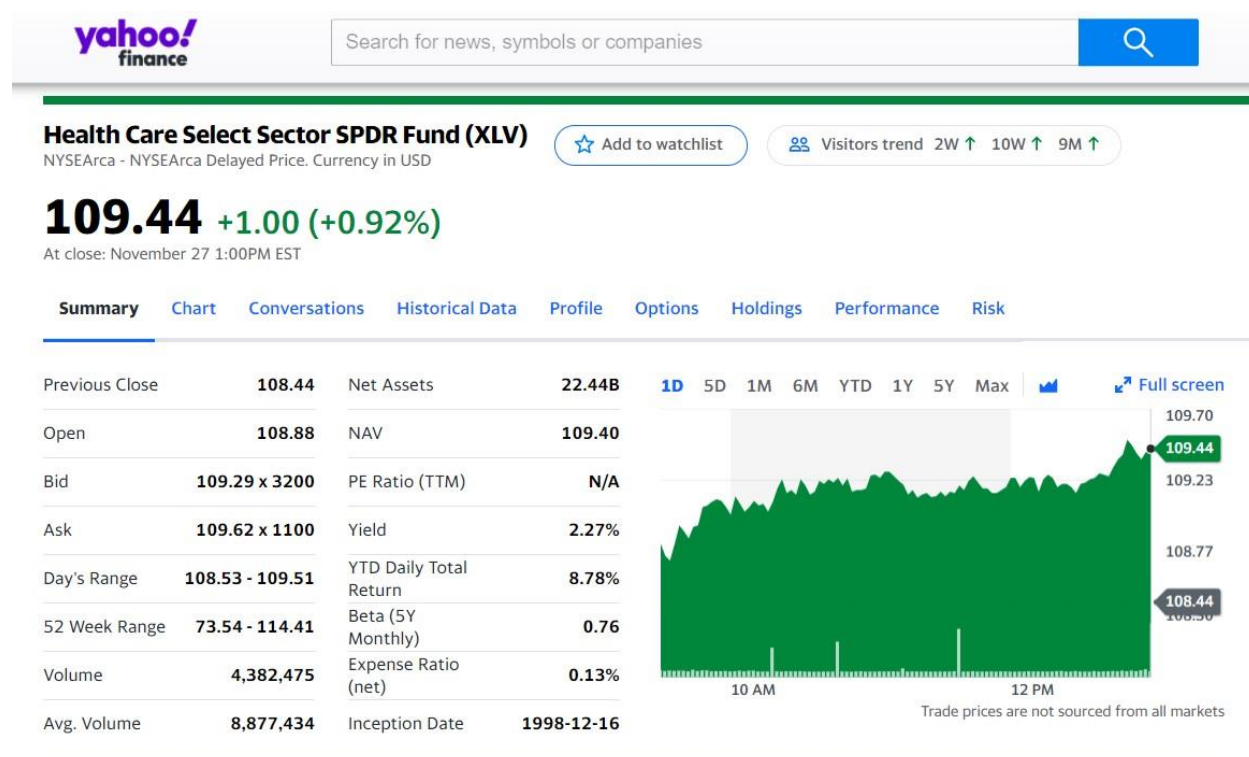 yahoo!
finance
Search for news, symbols or companies
Health Care Select Sector SPDR Fund (XLV)
Add to watchlist
Visitors trend 2W ↑ 10W ↑ 9M ↑
NYSEArca - NYSEArca Delayed Price. Currency in USD
109.44 +1.00 (+0.92%)
At close: November 27 1:00PM EST
Summary Chart Conversations Historical Data Profile Options Holdings Performance Risk
Previous Close 108.44
Open 108.88
Bid 109.29 x 3200
Ask 109.62 x 1100
Day's Range 108.53 - 109.51
52 Week Range 73.54 - 114.41
Volume 4,382,475
Avg. Volume 8,877,434
Net Assets 22.44B
NAV 109.40
PE Ratio (TTM) N/A
Yield 2.27%
YTD Daily Total
Return 8.78%
Beta (5Y
Monthly) 0.76
Expense Ratio
(net) 0.13%
Inception Date 1998-12-16
1D 5D 1M 6M YTD 1Y 5Y Max
Full screen
109.70
109.44
109.23
108.77
108.44
10 AM 12 PM
Trade prices are not sourced from all markets